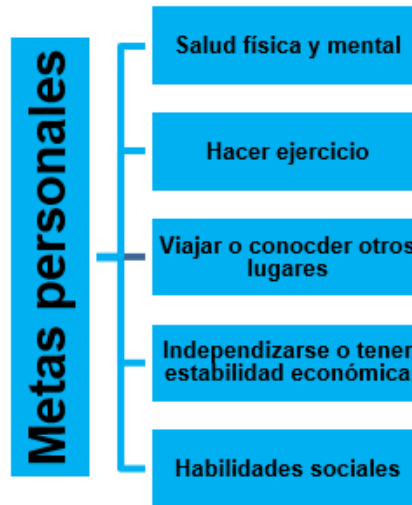 Metas personales
Salud física y mental
Hacer ejercicio
Viajar o conocder otros
lugares
Independizarse o tener
estabilidad económica
Habilidades sociales